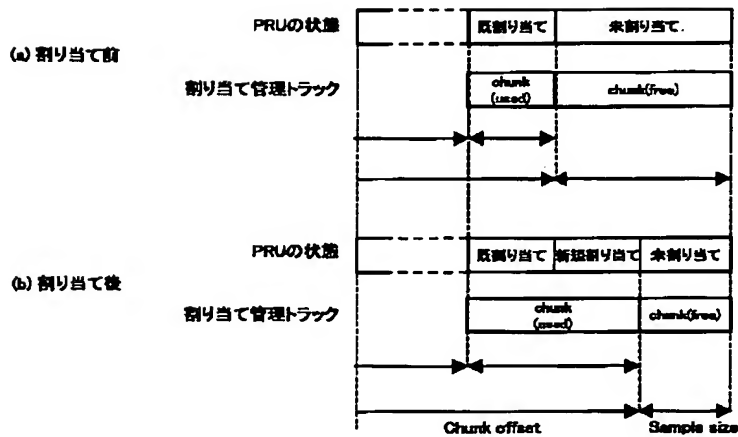 PRUの状態
既割り当て
未割り当て
(a) 割り当て前
割り当て管理トラック
chunk
(used)
chunk(free)
PRUの状態
既割り当て
新規割り当て
未割り当て
(b) 割り当て後
割り当て管理トラック
chunk
(used)
chunk(free)
Chunk offset
Sample size